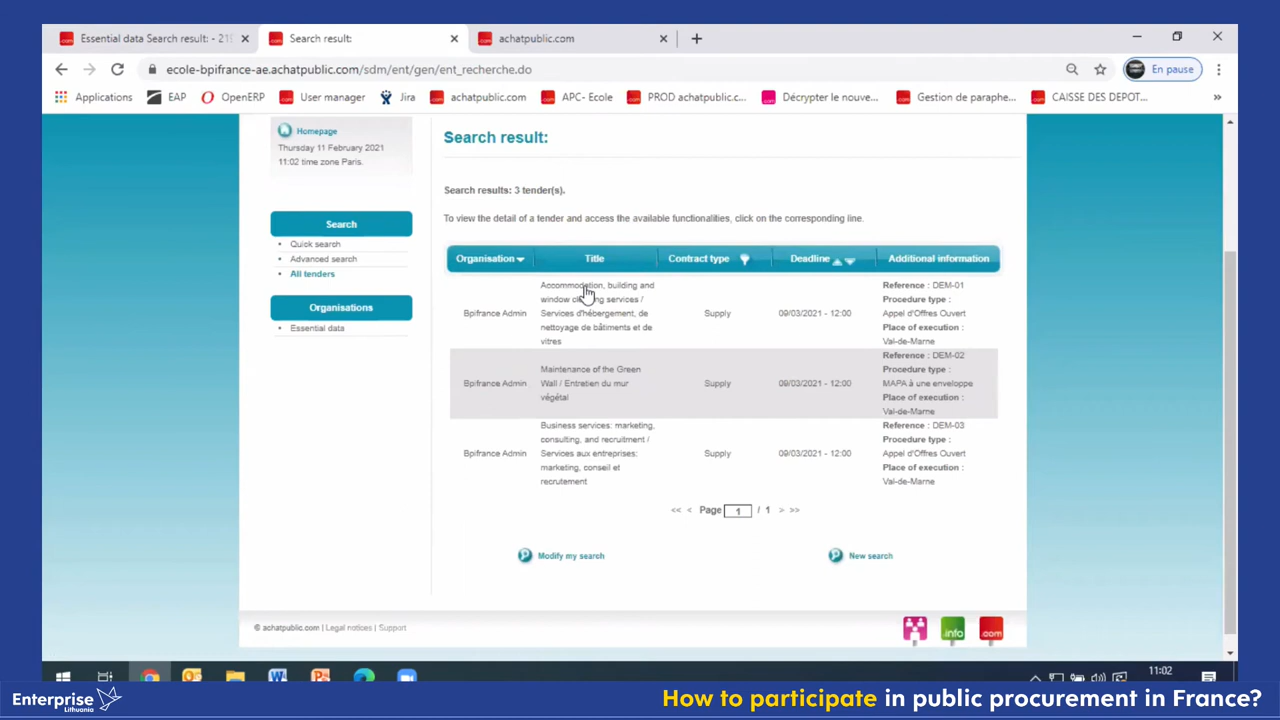 Essential data Search result: - 215
Search result:
achatpublic.com
ecole-bpifrance-ae.achatpublic.com/sdm/ent/gen/ent_recherche.do
En pause
Applications
EAP
OpenERP
User manager
Jira
achatpublic.com
APC- Ecole
PROD achatpublic.c...
Décrypter le nouve...
Gestion de paraphe...
CAISSE DES DEPOT...
»
Homepage
Thursday 11 February 2021
11:02 time zone Paris.
Search
• Quick search
• Advanced search
• All tenders
Organisations
• Essential data
Search result:
Search results: 3 tender(s).
To view the detail of a tender and access the available functionalities, click on the corresponding line.
Organisation Title Contract type Deadline Additional information
Bpifrance Admin
Accommodation, building and
window cleaning services /
Services d'hébergement, de
nettoyage de bâtiments et de
vitres
Supply
09/03/2021 - 12:00
Reference : DEM-01
Procedure type :
Appel d'Offres Ouvert
Place of execution :
Val-de-Marne
Bpifrance Admin
Maintenance of the Green
Wall / Entretien du mur
végétal
Supply
09/03/2021 - 12:00
Reference : DEM-02
Procedure type :
MAPA à une enveloppe
Place of execution :
Val-de-Marne
Bpifrance Admin
Business services: marketing,
consulting, and recruitment /
Services aux entreprises:
marketing, conseil et
recrutement
Supply
09/03/2021 - 12:00
Reference : DEM-03
Procedure type :
Appel d'Offres Ouvert
Place of execution :
Val-de-Marne
<< < Page 1 / 1 > >>
Modify my search
New search
© achatpublic.com | Legal notices | Support
.info
.com
11:02
Enterprise
Lithuania
How to participate in public procurement in France?